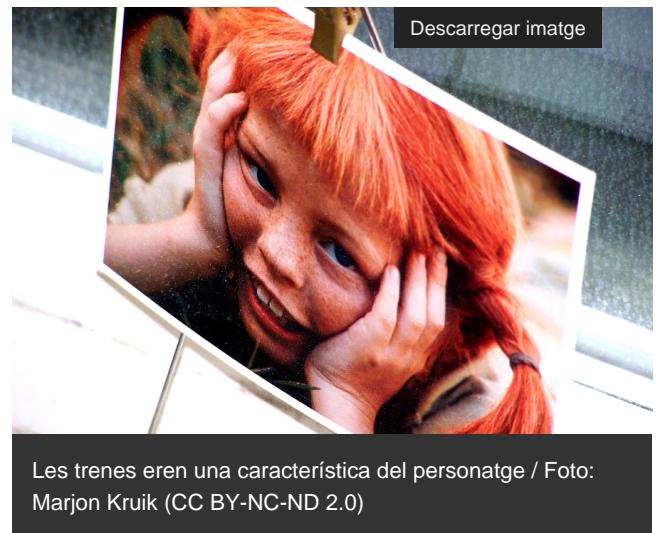 Descarregar imatge
Les trenes eren una característica del personatge / Foto:
Marjon Kruik (CC BY-NC-ND 2.0)